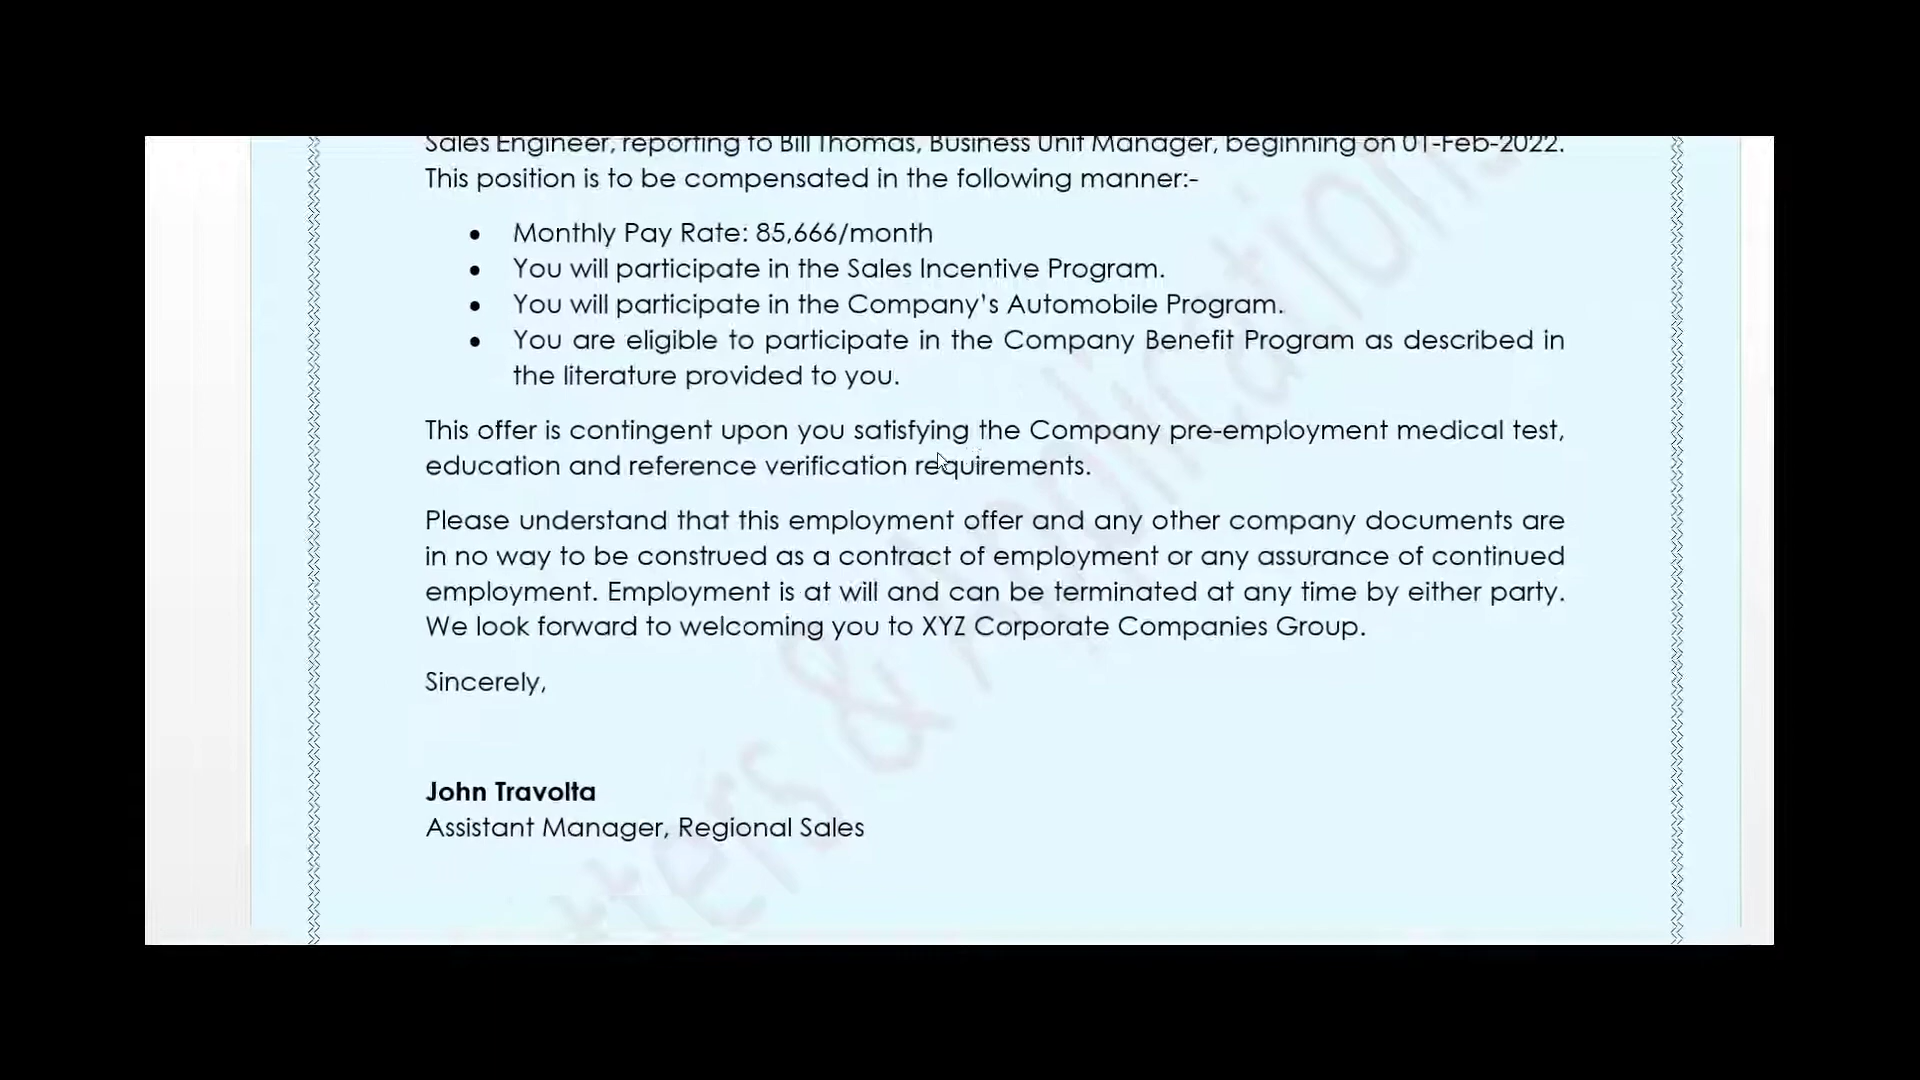 Sales Engineer, reporting to Bill Thomas, Business Unit Manager, beginning on 01-Feb-2022.
This position is to be compensated in the following manner:-
• Monthly Pay Rate: 85,666/month
• You will participate in the Sales Incentive Program.
• You will participate in the Company’s Automobile Program.
• You are eligible to participate in the Company Benefit Program as described in
the literature provided to you.
This offer is contingent upon you satisfying the Company pre-employment medical test,
education and reference verification requirements.
Please understand that this employment offer and any other company documents are
in no way to be construed as a contract of employment or any assurance of continued
employment. Employment is at will and can be terminated at any time by either party.
We look forward to welcoming you to XYZ Corporate Companies Group.
Sincerely,
John Travolta
Assistant Manager, Regional Sales